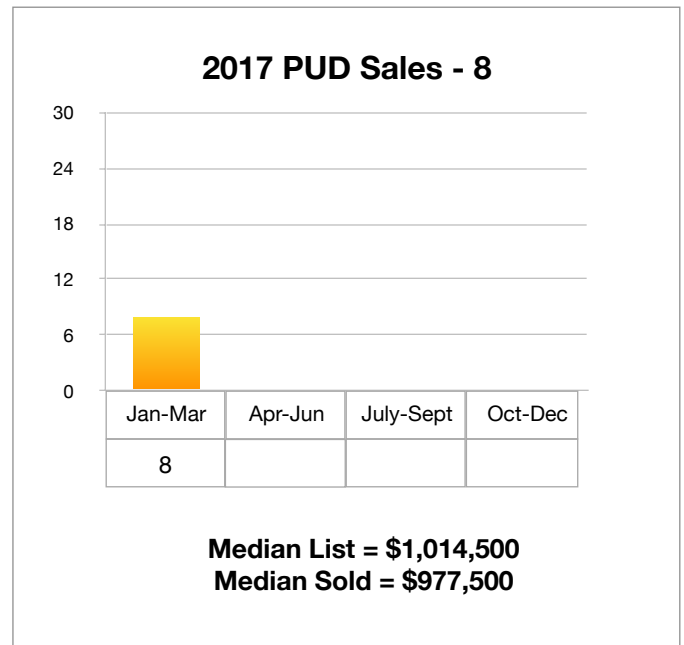 2017 PUD Sales - 8
30
24
18
12
6
0
Jan-Mar Apr-Jun July-Sept Oct-Dec
8
Median List = $1,014,500
Median Sold = $977,500